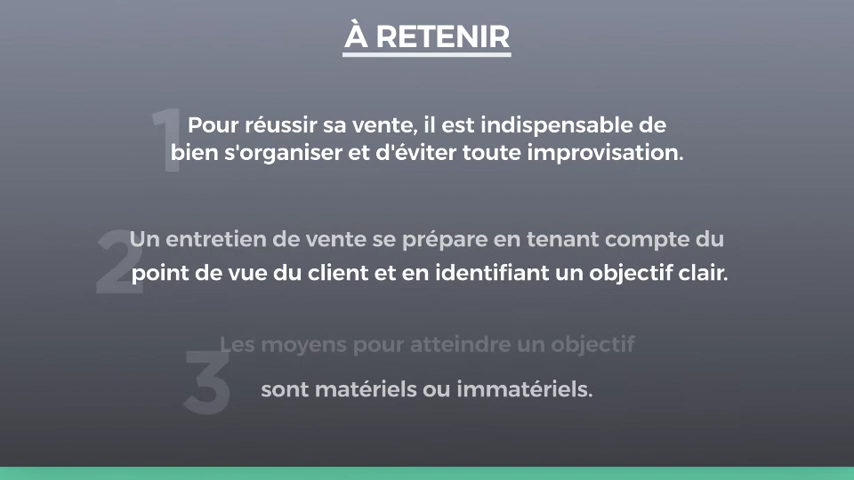 À RETENIR
1
Pour réussir sa vente, il est indispensable de
bien s'organiser et d'éviter toute improvisation.
2
Un entretien de vente se prépare en tenant compte du
point de vue du client et en identifiant un objectif clair.
3
Les moyens pour atteindre un objectif
sont matériels ou immatériels.